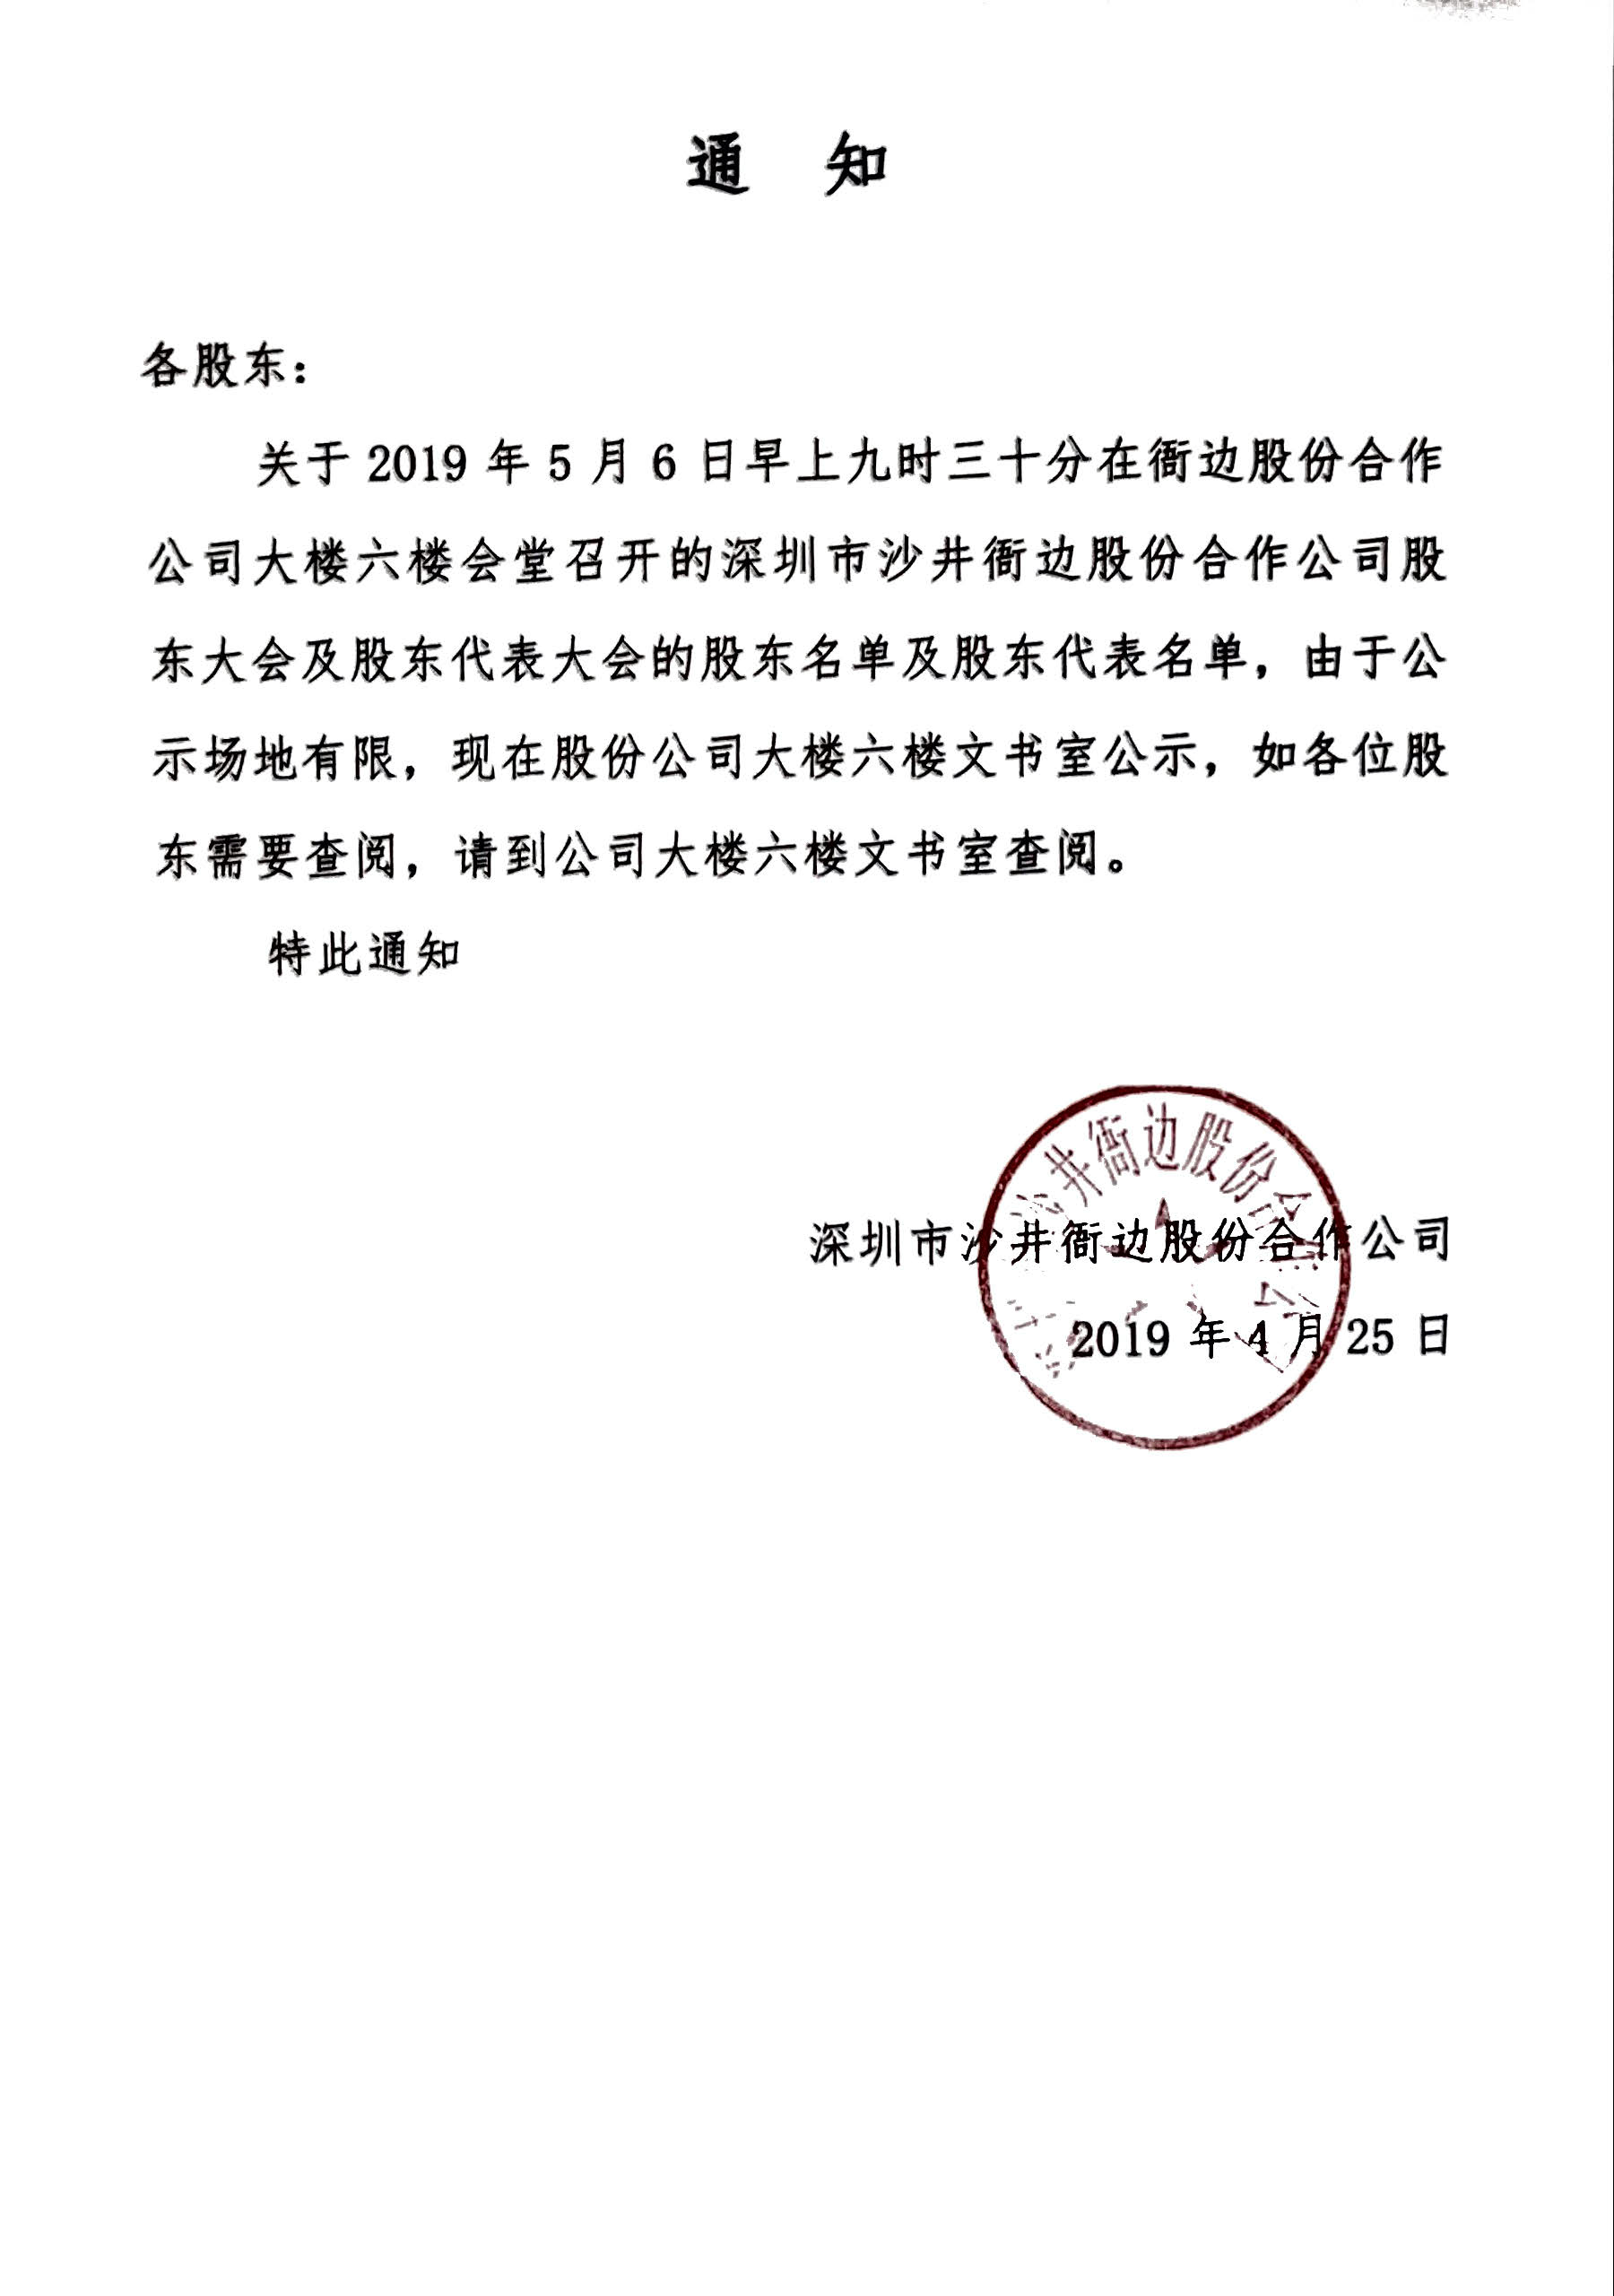 通 知
各股东：
关于 2019 年 5 月 6 日早上九时三十分在衙边股份合作
公司大楼六楼会堂召开的深圳市沙井衙边股份合作公司股
东大会及股东代表大会的股东名单及股东代表名单，由于公
示场地有限，现在股份公司大楼六楼文书室公示，如各位股
东需要查阅，请到公司大楼六楼文书室查阅。
特此通知
井衙边股份合
深圳市沙井衙边股份合作公司
2019 年 4 月 25 日